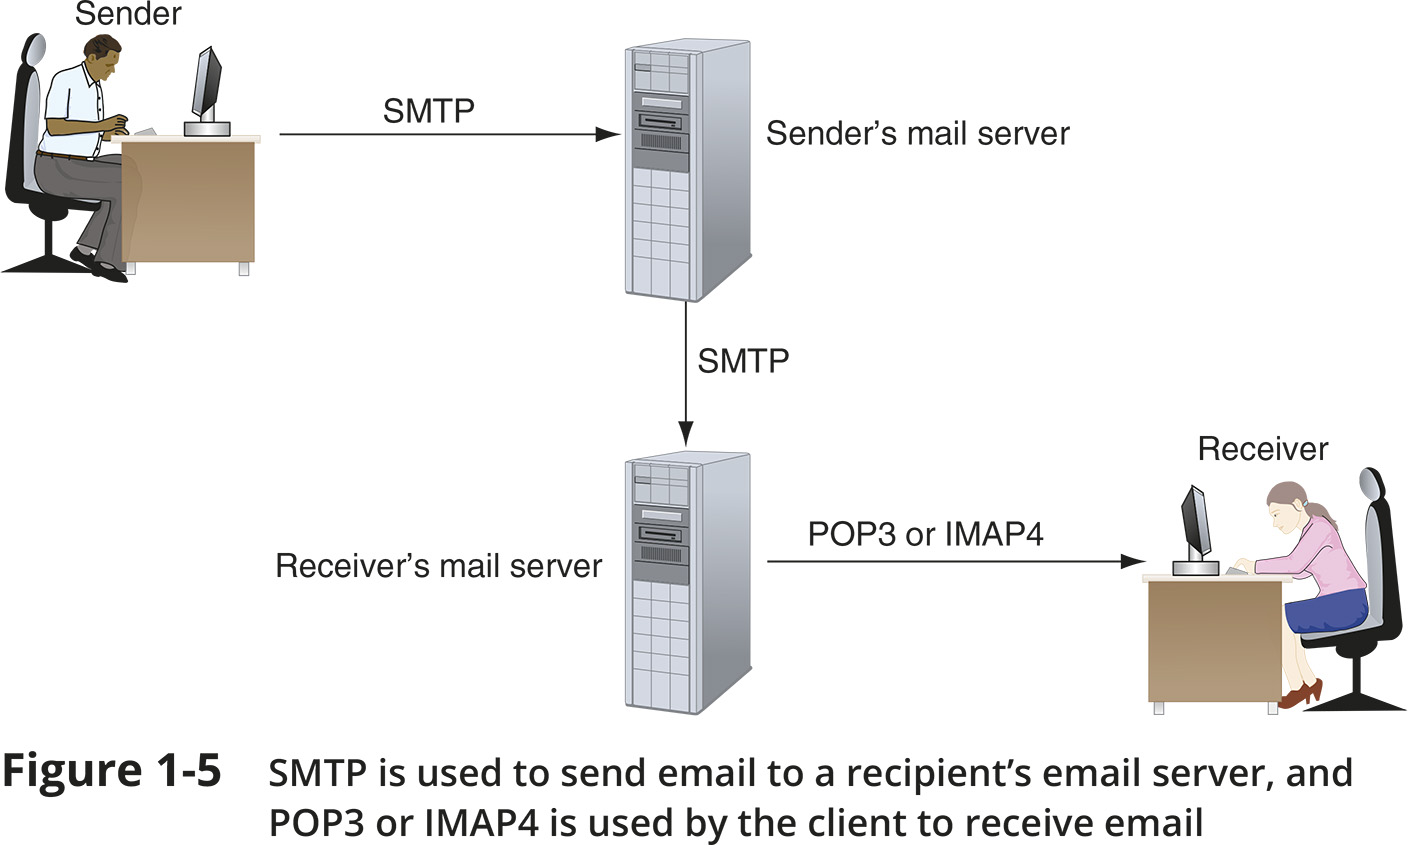 Sender
SMTP
Sender’s mail server
SMTP
Receiver
POP3 or IMAP4
Receiver’s mail server
Figure 1-5 SMTP is used to send email to a recipient’s email server, and
POP3 or IMAP4 is used by the client to receive email